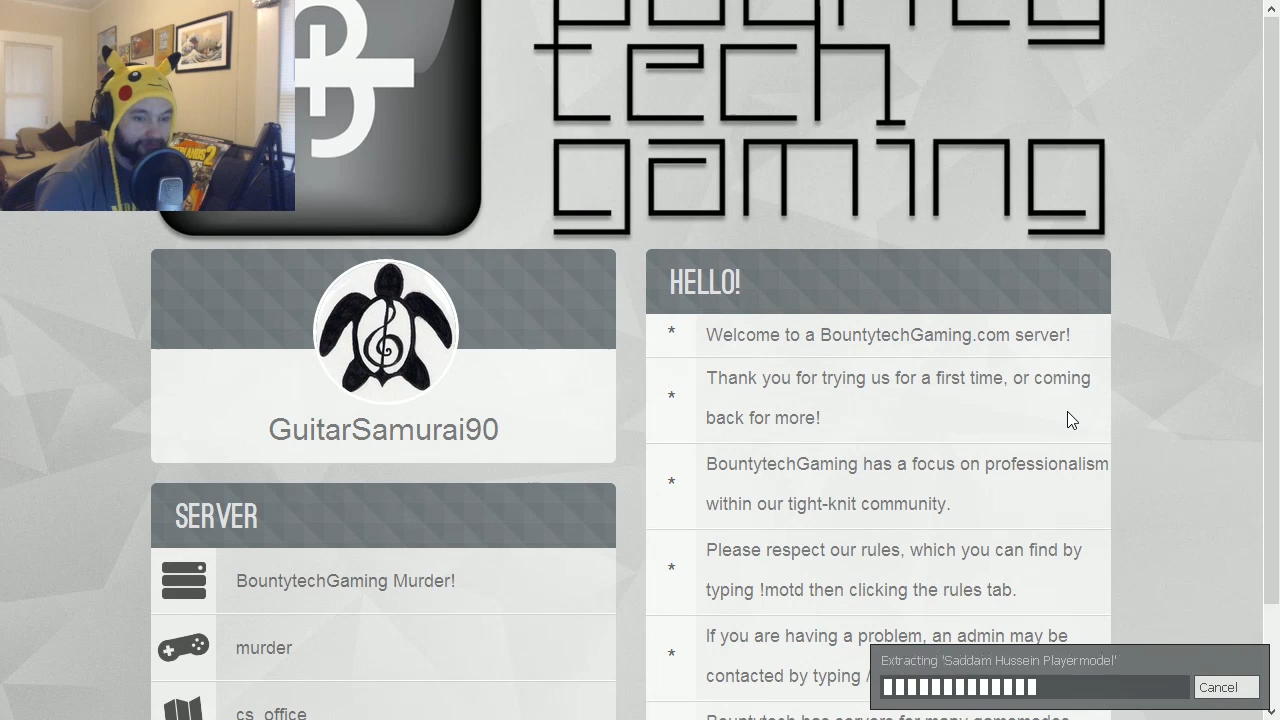 tech
gaming
HELLO!
* Welcome to a BountytechGaming.com server!
* Thank you for trying us for a first time, or coming
back for more!
* BountytechGaming has a focus on professionalism
within our tight-knit community.
* Please respect our rules, which you can find by
typing !motd then clicking the rules tab.
* If you are having a problem, an admin may be
contacted by typing /
GuitarSamurai90
SERVER
BountytechGaming Murder!
murder
cs_office
Extracting 'Saddam Hussein Playermodel'
Cancel